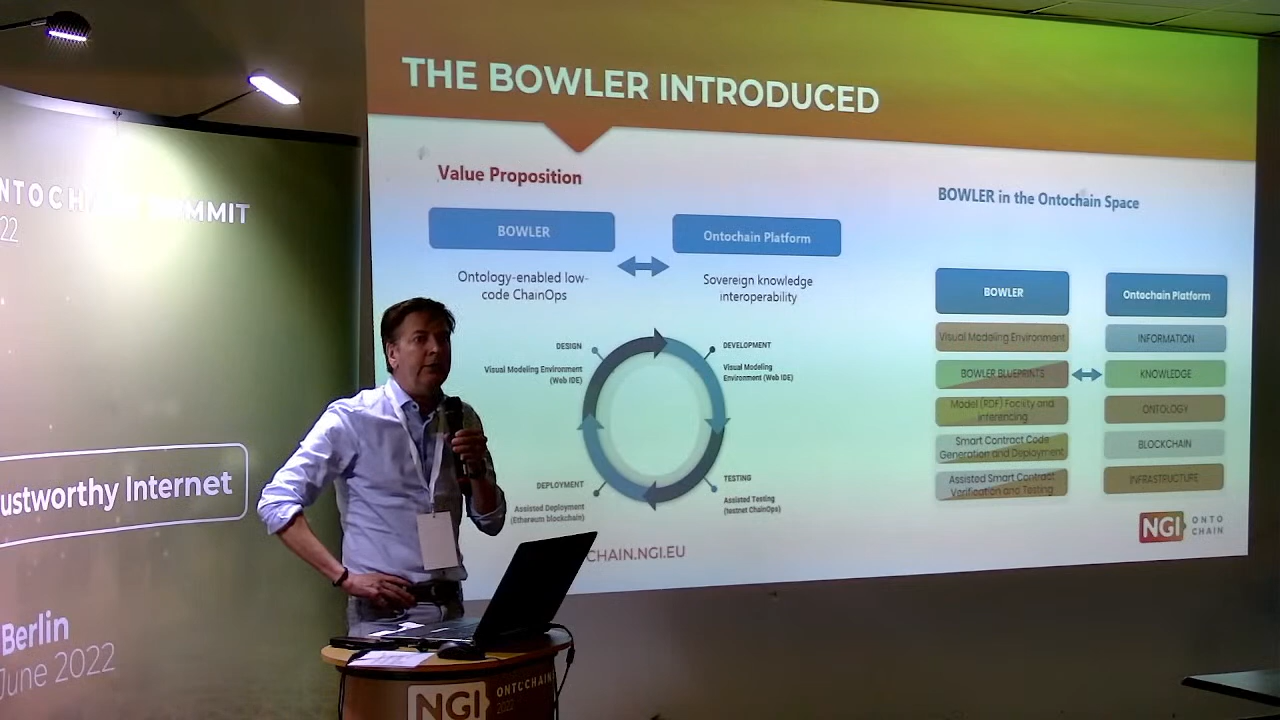 NTOCH
MMIT
22
ustworthy Internet
Berlin
June 2022
THE BOWLER INTRODUCED
Value Proposition
BOWLER
Ontochain Platform
Ontology-enabled low-
code ChainOps
Sovereign knowledge
interoperability
DESIGN
Visual Modeling Environment
(Web IDE)
DEVELOPMENT
Visual Modeling
Environment (Web IDE)
DEPLOYMENT
Assisted Deployment
(Ethereum blockchain)
TESTING
Assisted Testing
(testnet ChainOps)
CHAIN.NGI.EU
BOWLER in the Ontochain Space
BOWLER
Ontochain Platform
Visual Modeling Environment
INFORMATION
BOWLER BLUEPRINTS
KNOWLEDGE
Model (RDF) Facility and
Inferencing
ONTOLOGY
Smart Contract Code
Generation and Deployment
BLOCKCHAIN
Assisted Smart Contract
Verification and Testing
INFRASTRUCTURE
NGI ONTO
CHAIN
NGI ONTOCHAIN
2022